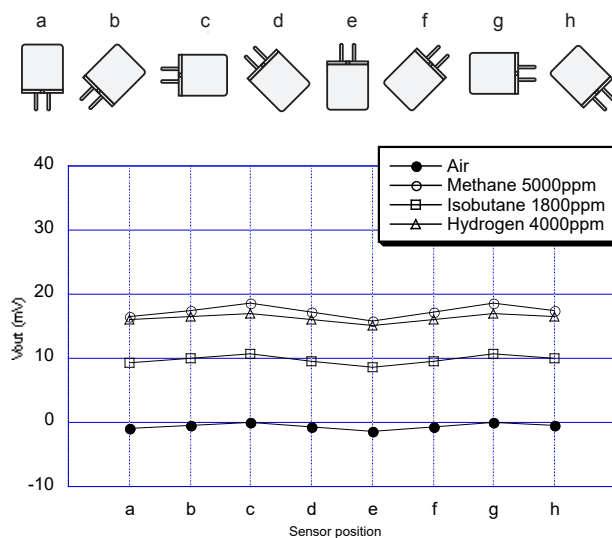 a b c d e f g h
40
30
20
10
0
-10
Vout (mV)
Air
Methane 5000ppm
Isobutane 1800ppm
Hydrogen 4000ppm
a b c d e f g h
Sensor position